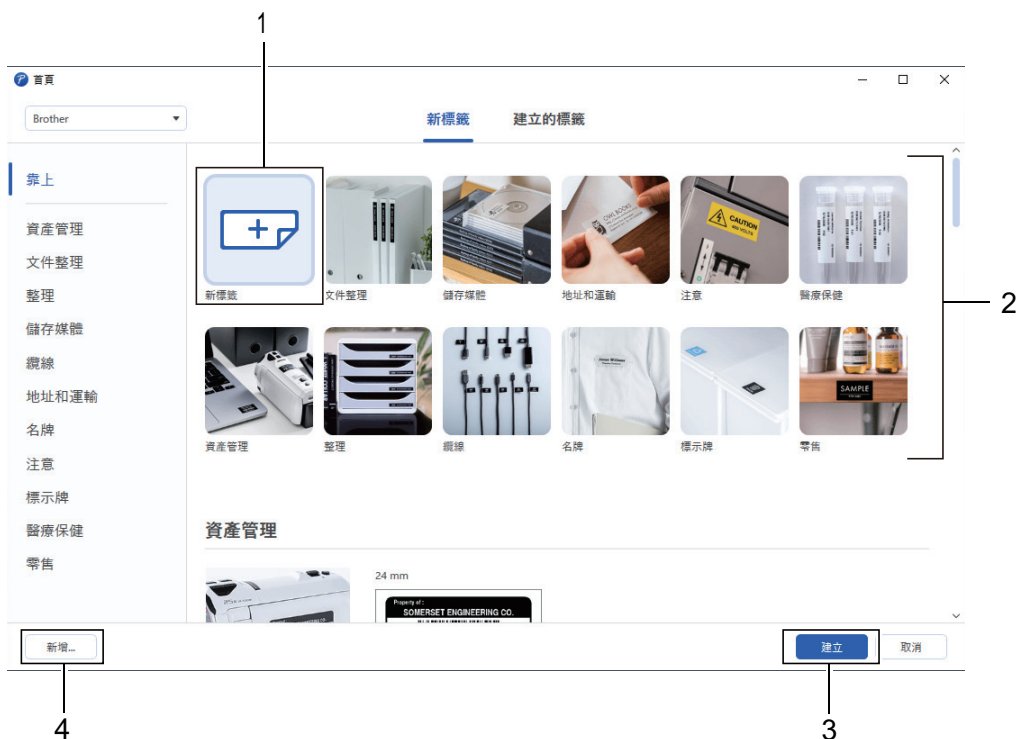 1
首頁
Brother
新標籤 建立的標籤
靠上
資產管理
文件整理
整理
儲存媒體
纜線
地址和運輸
名牌
注意
標示牌
醫療保健
零售
OWL BOOKS
CAUTION
新標籤 文件整理 儲存媒體 地址和運輸 注意 醫療保健
2
SAMPLE
資產管理 整理 纜線 名牌 標示牌 零售
資產管理
24 mm
Property of :
SOMERSET ENGINEERING CO.
新增... 建立 取消
4 3